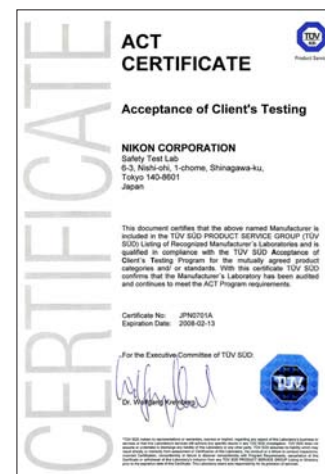 CERTIFICATE
ACT
CERTIFICATE
TÜV
SÜD
Product Service
Acceptance of Client's Testing
NIKON CORPORATION
Safety Test Lab
6-3, Nishi-ohi, 1-chome, Shinagawa-ku,
Tokyo 140-8601
Japan
This document certifies that the above named Manufacturer is
included in the TÜV SÜD PRODUCT SERVICE GROUP (TÜV
SÜD) Listing of Recognized Manufacturer's Laboratories and is
qualified in compliance with the TÜV SÜD Acceptance of
Client's Testing Program for the mutually agreed product
categories and/ or standards. With this certificate TÜV SÜD
confirms that the Manufacturer's Laboratory has been audited
and continues to meet the ACT Program requirements.
Certificate No: JPN0701A
Expiration Date: 2008-02-13
For the Executive Committee of TÜV SÜD:
TÜV